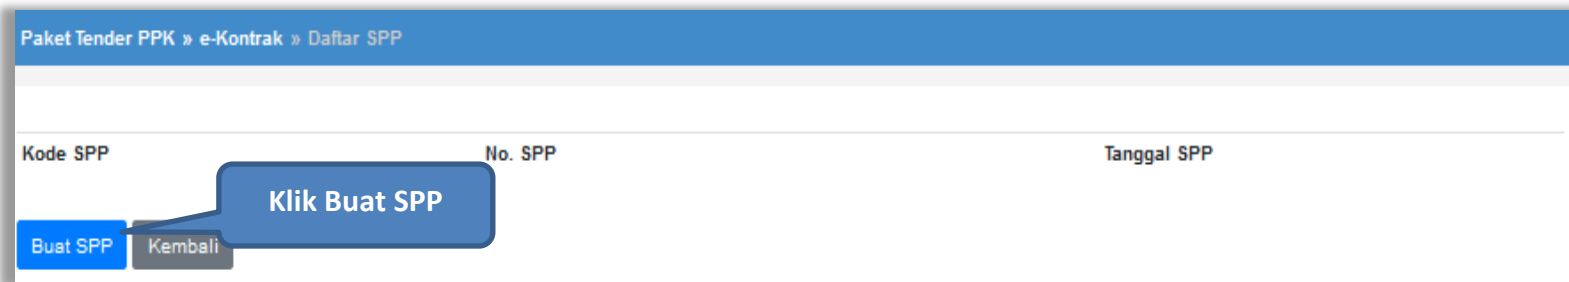 Paket Tender PPK » e-Kontrak » Daftar SPP
Kode SPP No. SPP Tanggal SPP
Klik Buat SPP
Buat SPP Kembali